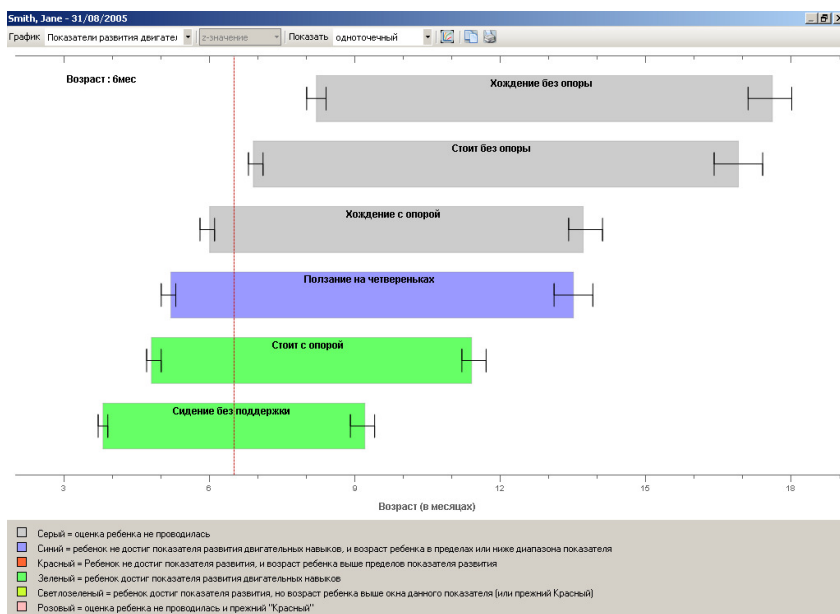 Smith, Jane - 31/08/2005
График Показатели развития двигател z-значение Показать одноточечный
Возраст : 6мес
Хождение без опоры
Стоит без опоры
Хождение с опорой
Ползание на четвереньках
Стоит с опорой
Сидение без поддержки
3 6 9 12 15 18
Возраст (в месяцах)
Серый = оценка ребенка не проводилась
Синий = ребенок не достиг показателя развития двигательных навыков, и возраст ребенка в пределах или ниже диапазона показателя
Красный = Ребенок не достиг показателя развития, и возраст ребенка выше пределов показателя развития
Зеленый = ребенок достиг показателя развития двигательных навыков
Светлозеленый = ребенок достиг показателя развития, но возраст ребенка выше окна данного показателя (или прежний Красный)
Розовый = оценка ребенка не проводилась и прежний "Красный"